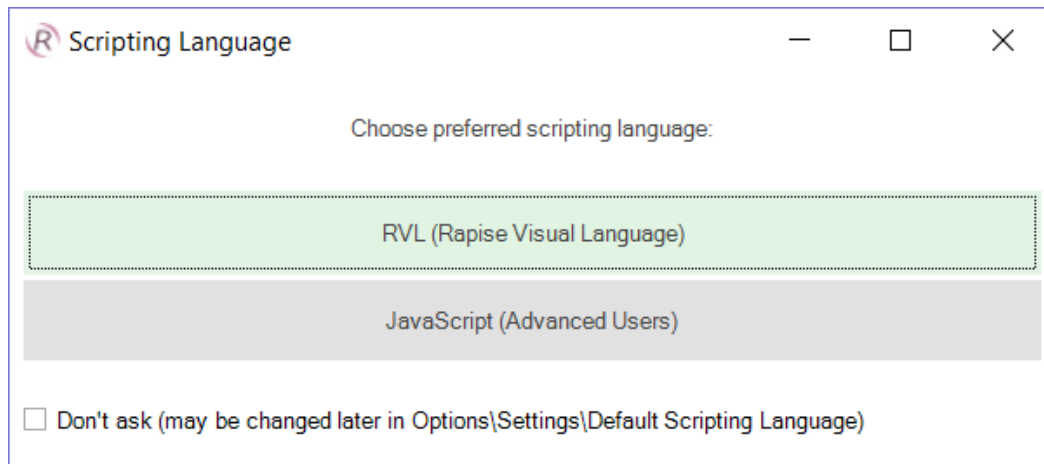 R Scripting Language
Choose preferred scripting language:
RVL (Rapise Visual Language)
JavaScript (Advanced Users)
Don't ask (may be changed later in Options\Settings\Default Scripting Language)